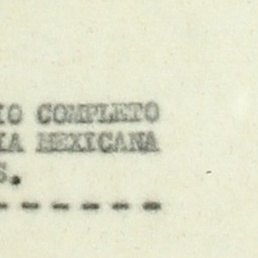 IO COMPLETO
IA MEXICANA
S.
- - - - - -